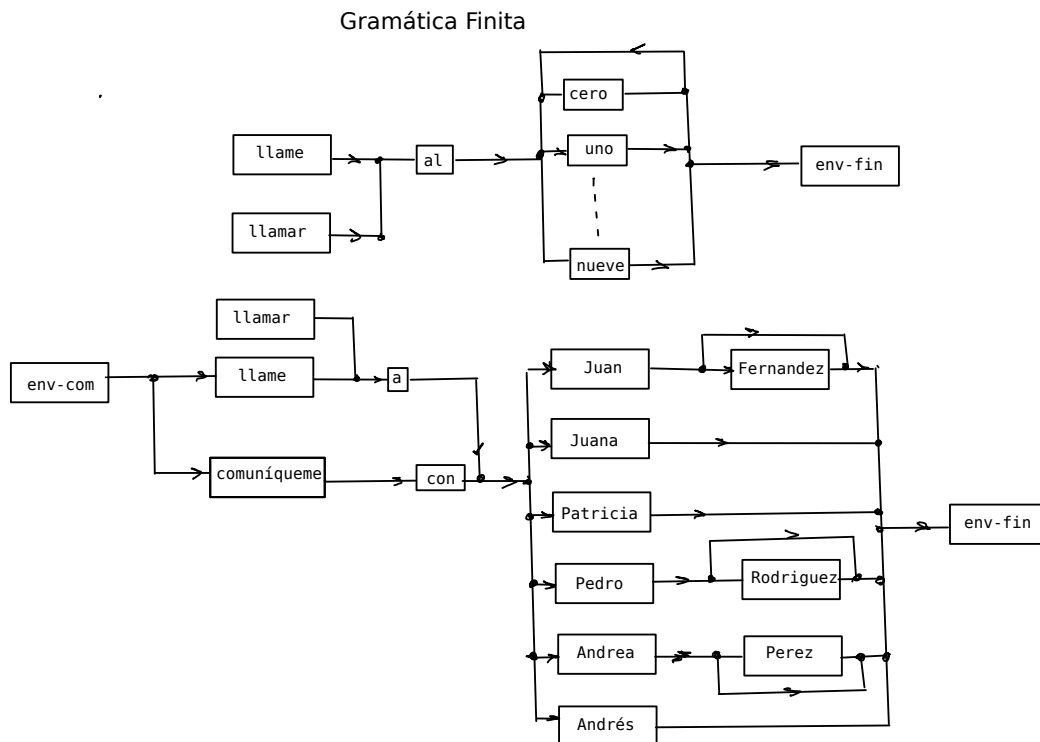 Gramática Finita
cero
llame
al
uno
env-fin
llamar
nueve
llamar
env-com
llame
a
Juan
Fernandez
Juana
comuníqueme
con
Patricia
env-fin
Pedro
Rodriguez
Andrea
Perez
Andrés